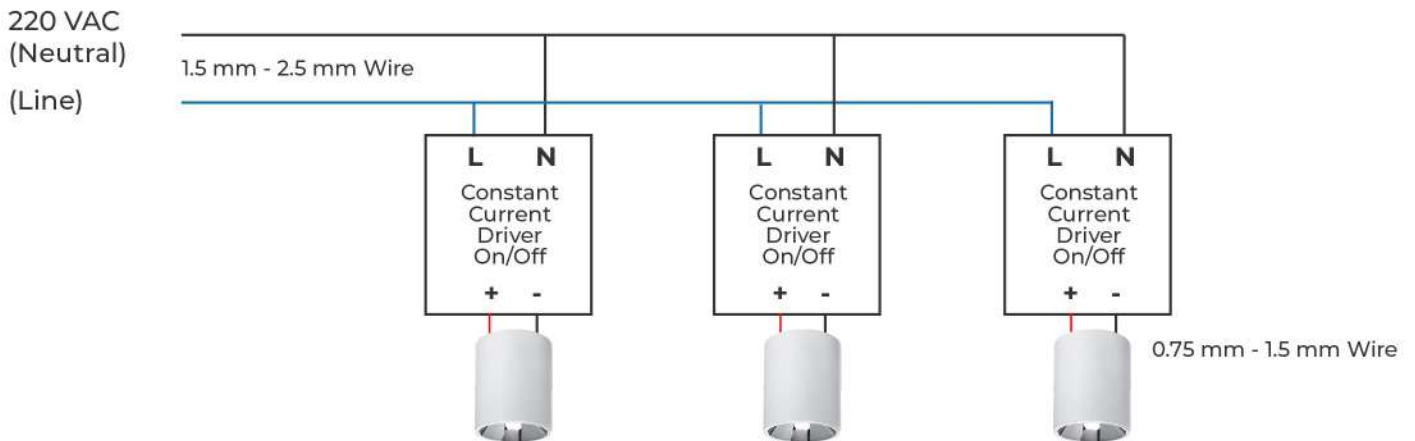 220 VAC
(Neutral)
1.5 mm - 2.5 mm Wire
(Line)
L N
Constant
Current
Driver
On/Off
+ -
L N
Constant
Current
Driver
On/Off
+ -
L N
Constant
Current
Driver
On/Off
+ -
0.75 mm - 1.5 mm Wire